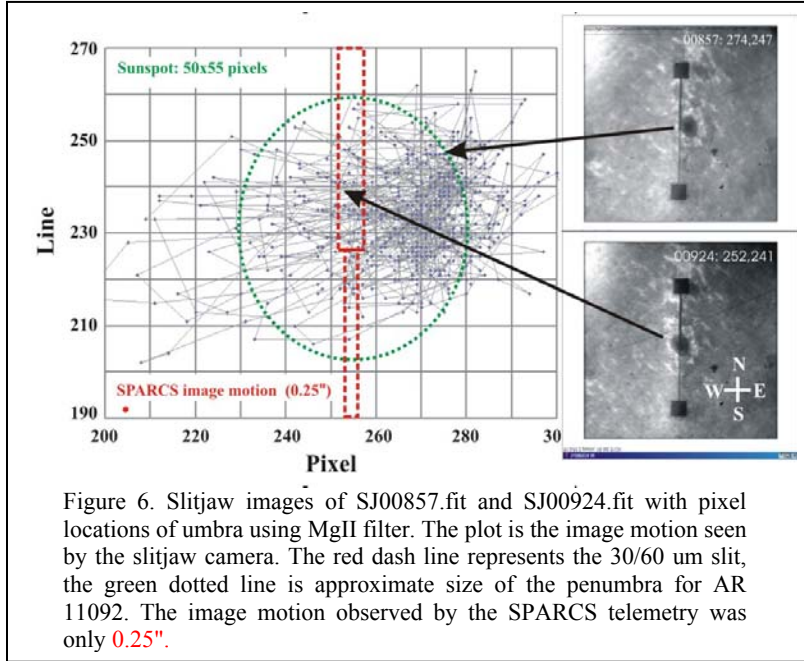 270
250
230
210
190
Line
Sunspot: 50x55 pixels
SPARCS image motion (0.25")
200
220
240
260
280
30
Pixel
00857: 274,247
00924: 252,241
N
W E
S
Figure 6. Slitjaw images of SJ00857.fit and SJ00924.fit with pixel
locations of umbra using MgII filter. The plot is the image motion seen
by the slitjaw camera. The red dash line represents the 30/60 um slit,
the green dotted line is approximate size of the penumbra for AR
11092. The image motion observed by the SPARCS telemetry was
only 0.25".